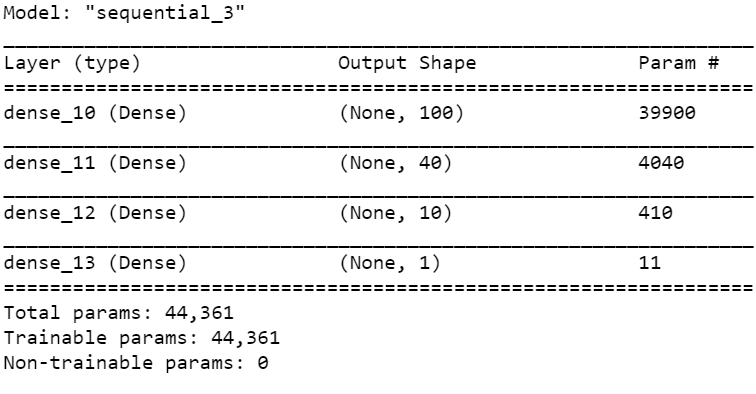 Model: "sequential_3"
Layer (type) Output Shape Param #
dense_10 (Dense) (None, 100) 39900
dense_11 (Dense) (None, 40) 4040
dense_12 (Dense) (None, 10) 410
dense_13 (Dense) (None, 1) 11
Total params: 44,361
Trainable params: 44,361
Non-trainable params: 0